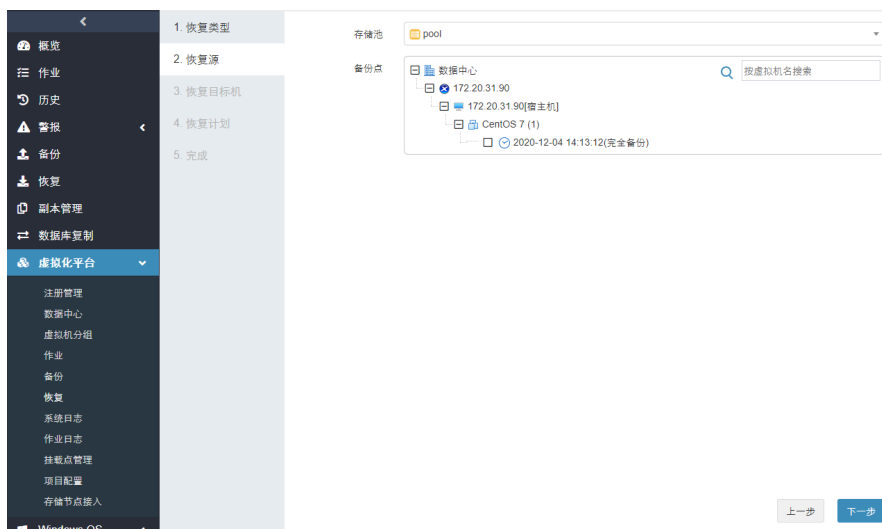 概览
作业
历史
警报
备份
恢复
副本管理
数据库复制
虚拟化平台
注册管理
数据中心
虚拟机分组
作业
备份
恢复
系统日志
作业日志
挂载点管理
项目配置
存储节点接入
Windows OS
1. 恢复类型
2. 恢复源
3. 恢复目标机
4. 恢复计划
5. 完成
存储池
pool
备份点
数据中心
按虚拟机名搜索
172.20.31.90
172.20.31.90[宿主机]
CentOS 7 (1)
2020-12-04 14:13:12(完全备份)
上一步
下一步